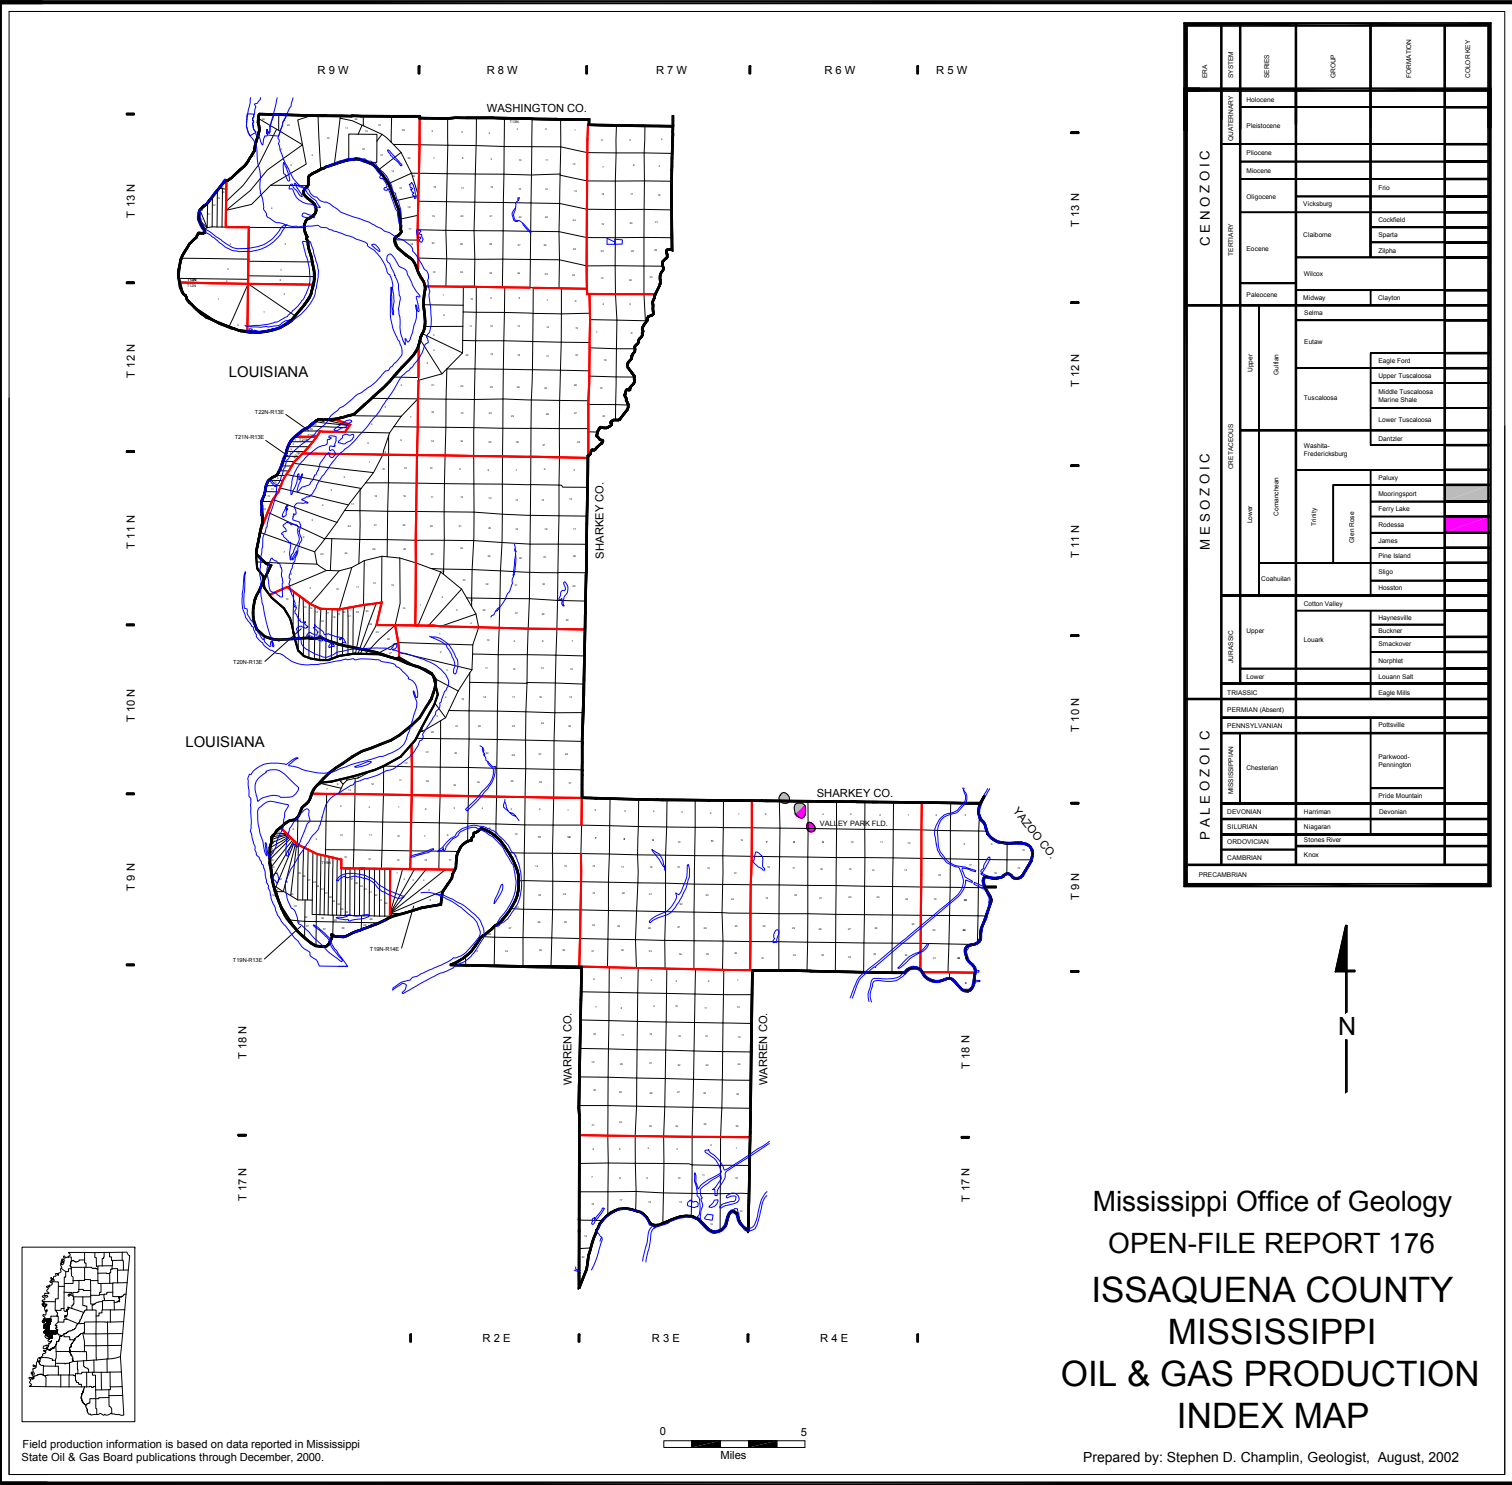 R 9 W
R 8 W
R 7 W
R 6 W
R 5 W
WASHINGTON CO.
T 13 N
T 13 N
T 12 N
T 12 N
LOUISIANA
T22N-R13E
T21N-R13E
T 11 N
T 11 N
SHARKEY CO.
T20N-R13E
T 10 N
T 10 N
LOUISIANA
SHARKEY CO.
VALLEY PARK FLD.
YAZOO CO.
T 9 N
T 9 N
T19N-R13E
T19N-R14E
WARREN CO.
WARREN CO.
T 18 N
T 18 N
T 17 N
T 17 N
R 2 E
R 3 E
R 4 E
ERA
SYSTEM
SERIES
GROUP
FORMATION
COLOR KEY
CENOZOIC
QUATERNARY
Holocene
Pleistocene
TERTIARY
Pliocene
Miocene
Oligocene
Frio
Vicksburg
Eocene
Claiborne
Cockfield
Sparta
Zilpha
Wilcox
Paleocene
Midway
Clayton
MESOZOIC
CRETACEOUS
Upper
Gulfian
Selma
Eutaw
Eagle Ford
Tuscaloosa
Upper Tuscaloosa
Middle Tuscaloosa
Marine Shale
Lower Tuscaloosa
Lower
Comanchean
Washita-
Fredericksburg
Dantzler
Trinity
Paluxy
Glen Rose
Mooringsport
Ferry Lake
Rodessa
James
Pine Island
Coahuilan
Sligo
Hosston
JURASSIC
Upper
Cotton Valley
Louark
Haynesville
Buckner
Smackover
Norphlet
Lower
Louann Salt
TRIASSIC
Eagle Mills
PALEOZOIC
PERMIAN (Absent)
PENNSYLVANIAN
Pottsville
MISSISSIPPIAN
Chesterian
Parkwood-
Pennington
Pride Mountain
DEVONIAN
Harriman
Devonian
SILURIAN
Niagaran
ORDOVICIAN
Stones River
CAMBRIAN
Knox
PRECAMBRIAN
N
Mississippi Office of Geology
OPEN-FILE REPORT 176
ISSAQUENA COUNTY
MISSISSIPPI
OIL & GAS PRODUCTION
INDEX MAP
Prepared by: Stephen D. Champlin, Geologist, August, 2002
0
5
Miles
Field production information is based on data reported in Mississippi
State Oil & Gas Board publications through December, 2000.